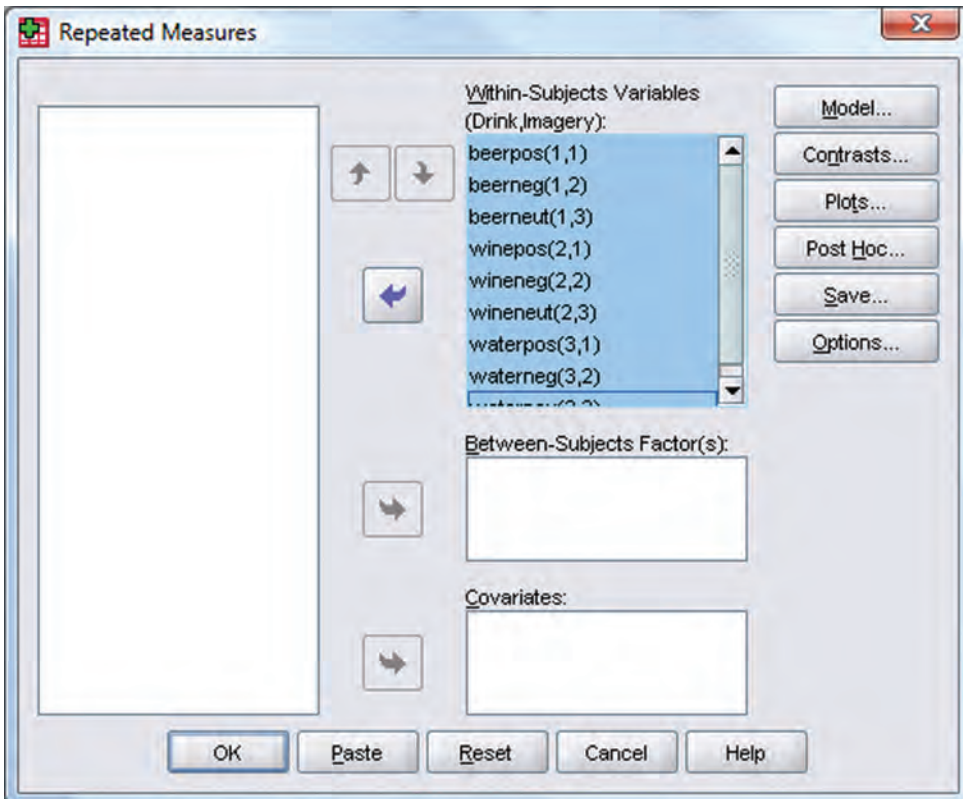 Repeated Measures
Within-Subjects Variables
(Drink,Imagery):
beerpos(1,1)
beerneg(1,2)
beerneut(1,3)
winepos(2,1)
wineneg(2,2)
wineneut(2,3)
waterpos(3,1)
waterneg(3,2)
Model...
Contrasts...
Plots...
Post Hoc...
Save...
Options...
Between-Subjects Factor(s):
Covariates:
OK
Paste
Reset
Cancel
Help